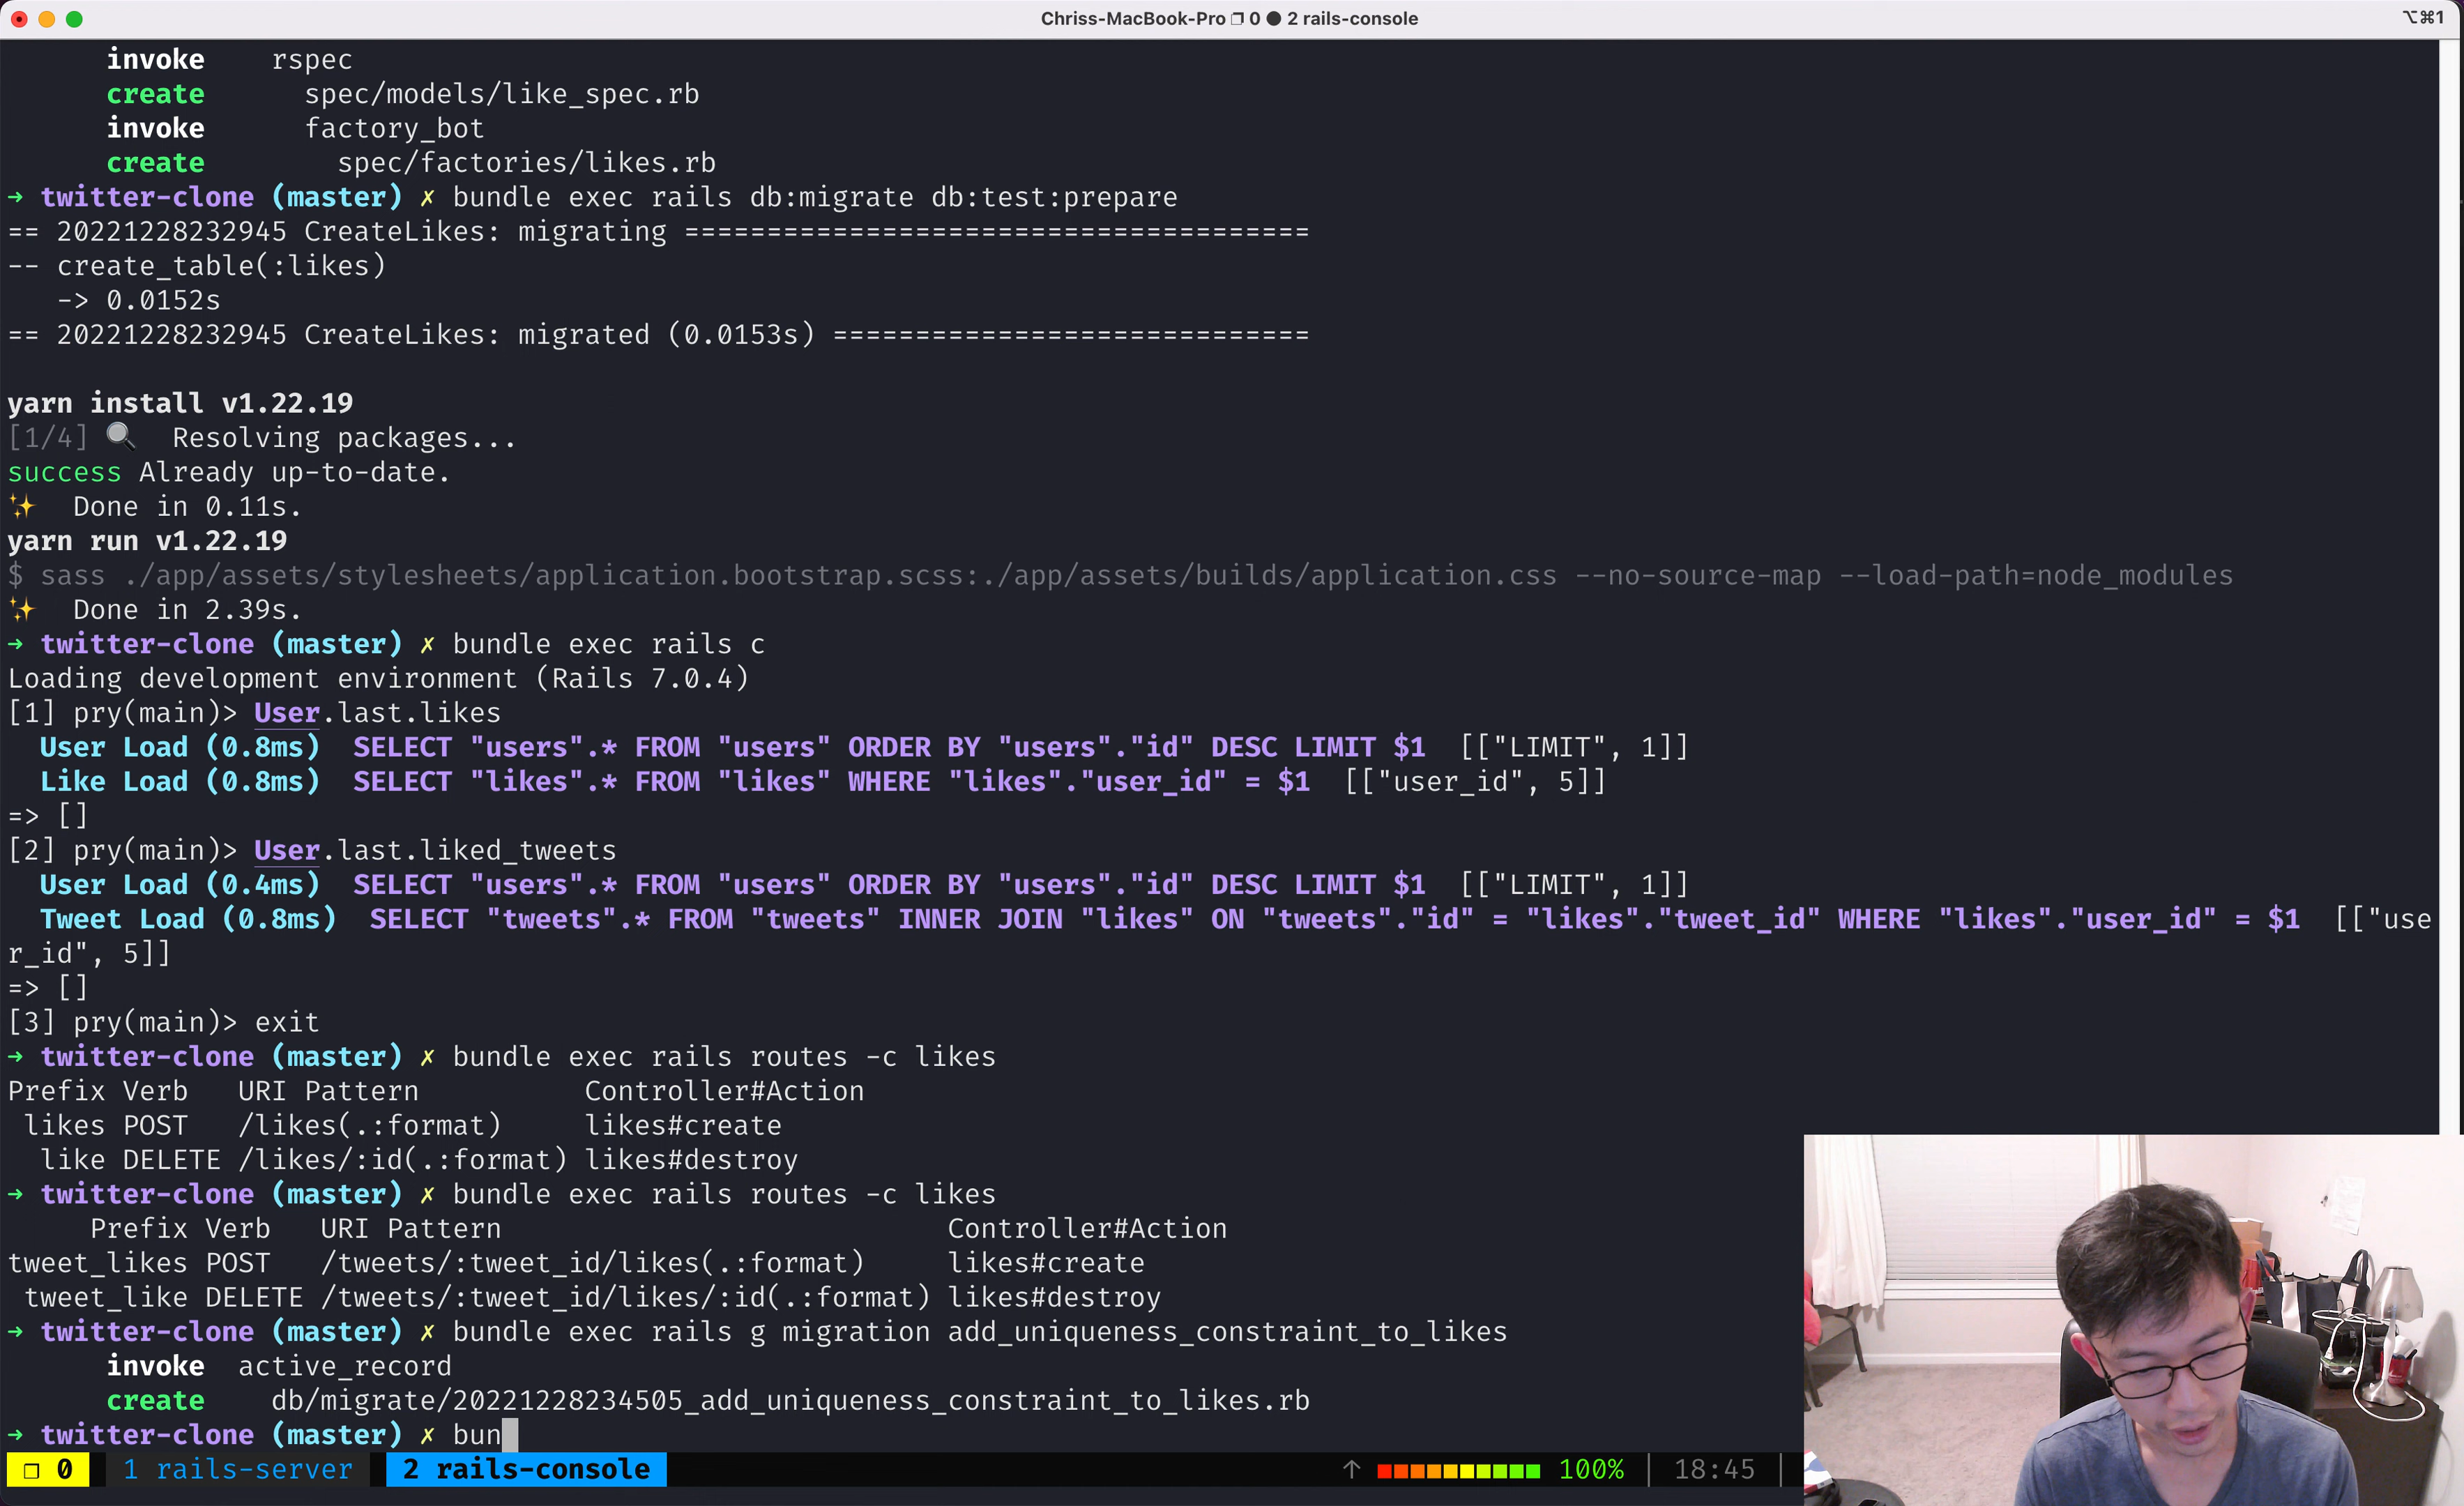 Chriss-MacBook-Pro ❐ 0 ● 2 rails-console
⌥⌘1
invoke    rspec
create      spec/models/like_spec.rb
invoke      factory_bot
create        spec/factories/likes.rb
→ twitter-clone (master) ✗ bundle exec rails db:migrate db:test:prepare
== 20221228232945 CreateLikes: migrating ======================================
-- create_table(:likes)
   -> 0.0152s
== 20221228232945 CreateLikes: migrated (0.0153s) =============================
yarn install v1.22.19
[1/4] 🔍  Resolving packages...
success Already up-to-date.
✨  Done in 0.11s.
yarn run v1.22.19
$ sass ./app/assets/stylesheets/application.bootstrap.scss:./app/assets/builds/application.css --no-source-map --load-path=node_modules
✨  Done in 2.39s.
→ twitter-clone (master) ✗ bundle exec rails c
Loading development environment (Rails 7.0.4)
[1] pry(main)> User.last.likes
  User Load (0.8ms)  SELECT "users".* FROM "users" ORDER BY "users"."id" DESC LIMIT $1  [["LIMIT", 1]]
  Like Load (0.8ms)  SELECT "likes".* FROM "likes" WHERE "likes"."user_id" = $1  [["user_id", 5]]
=> []
[2] pry(main)> User.last.liked_tweets
  User Load (0.4ms)  SELECT "users".* FROM "users" ORDER BY "users"."id" DESC LIMIT $1  [["LIMIT", 1]]
  Tweet Load (0.8ms)  SELECT "tweets".* FROM "tweets" INNER JOIN "likes" ON "tweets"."id" = "likes"."tweet_id" WHERE "likes"."user_id" = $1  [["use
r_id", 5]]
=> []
[3] pry(main)> exit
→ twitter-clone (master) ✗ bundle exec rails routes -c likes
Prefix Verb   URI Pattern          Controller#Action
 likes POST   /likes(.:format)     likes#create
  like DELETE /likes/:id(.:format) likes#destroy
→ twitter-clone (master) ✗ bundle exec rails routes -c likes
     Prefix Verb   URI Pattern                           Controller#Action
tweet_likes POST   /tweets/:tweet_id/likes(.:format)     likes#create
 tweet_like DELETE /tweets/:tweet_id/likes/:id(.:format) likes#destroy
→ twitter-clone (master) ✗ bundle exec rails g migration add_uniqueness_constraint_to_likes
      invoke  active_record
      create    db/migrate/20221228234505_add_uniqueness_constraint_to_likes.rb
→ twitter-clone (master) ✗ bun
❐ 0  1 rails-server  2 rails-console  ↑ 100% | 18:45 |